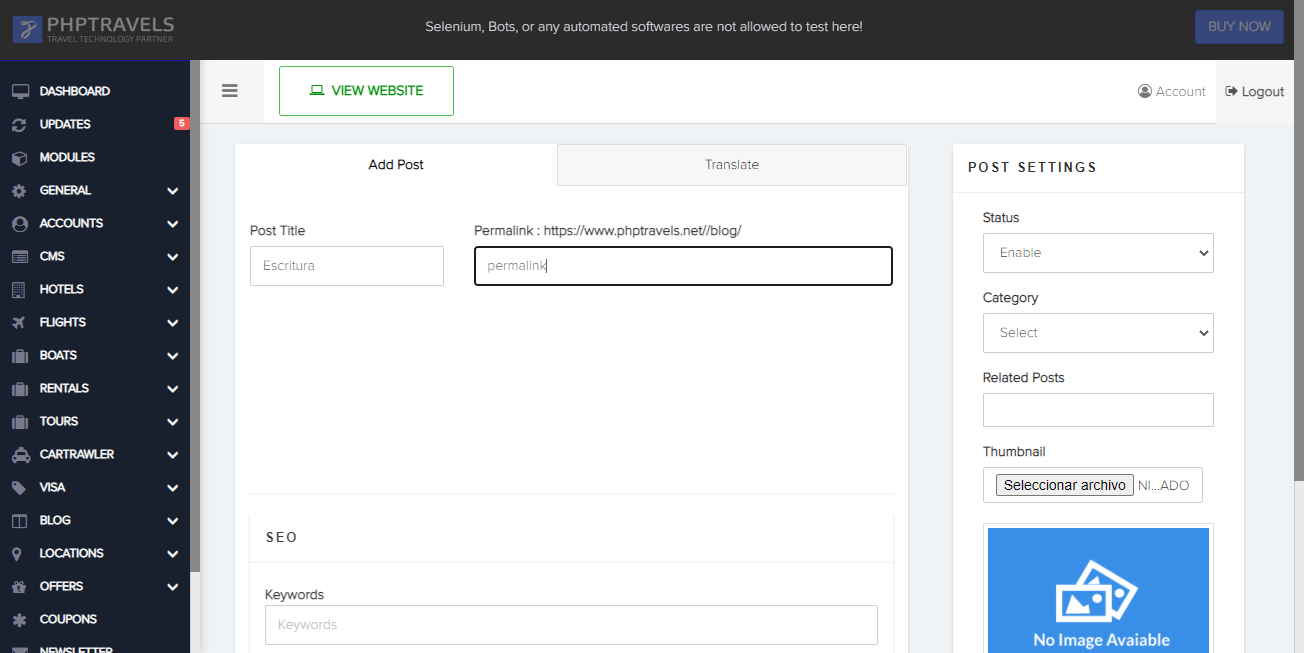 PHPTRAVELS
TRAVEL TECHNOLOGY PARTNER
Selenium, Bots, or any automated softwares are not allowed to test here!
BUY NOW
DASHBOARD
UPDATES 5
MODULES
GENERAL
ACCOUNTS
CMS
HOTELS
FLIGHTS
BOATS
RENTALS
TOURS
CARTRAWLER
VISA
BLOG
LOCATIONS
OFFERS
COUPONS
NEWSLETTER
VIEW WEBSITE
Account
Logout
Add Post
Translate
Post Title
Escritura
Permalink : https://www.phptravels.net//blog/
permalink
SEO
Keywords
Keywords
POST SETTINGS
Status
Enable
Category
Select
Related Posts
Thumbnail
Seleccionar archivo NI...ADO
No Image Avaiable